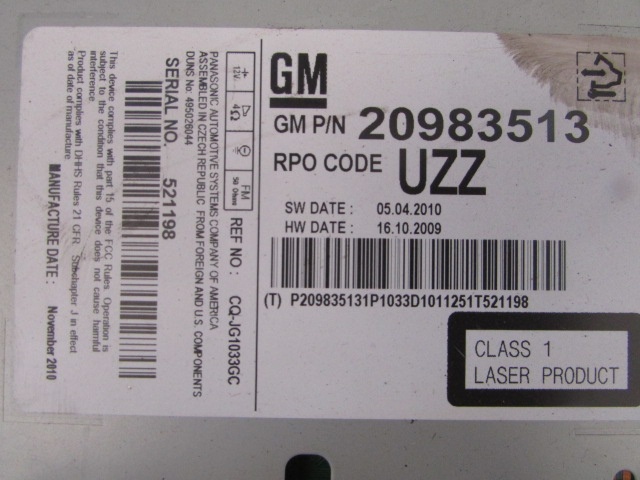 GM
GM P/N 20983513
RPO CODE UZZ
SW DATE : 05.04.2010
HW DATE : 16.10.2009
(T) P209835131P1033D1011251T521198
CLASS 1
LASER PRODUCT
12V 4Ω FM
50 Ohms
REF NO : CQ-JG1033GC
PANASONIC AUTOMOTIVE SYSTEMS COMPANY OF AMERICA
ASSEMBLED IN CZECH REPUBLIC FROM FOREIGN AND U.S. COMPONENTS
DUNS No: 495026044
SERIAL NO. 521198
This device complies with part 15 of the FCC Rules. Operation is
subject to the condition that this device does not cause harmful
interference.
Product complies with DHHS Rules 21 CFR Subchapter J in effect
as of date of manufacture.
MANUFACTURE DATE : November 2010